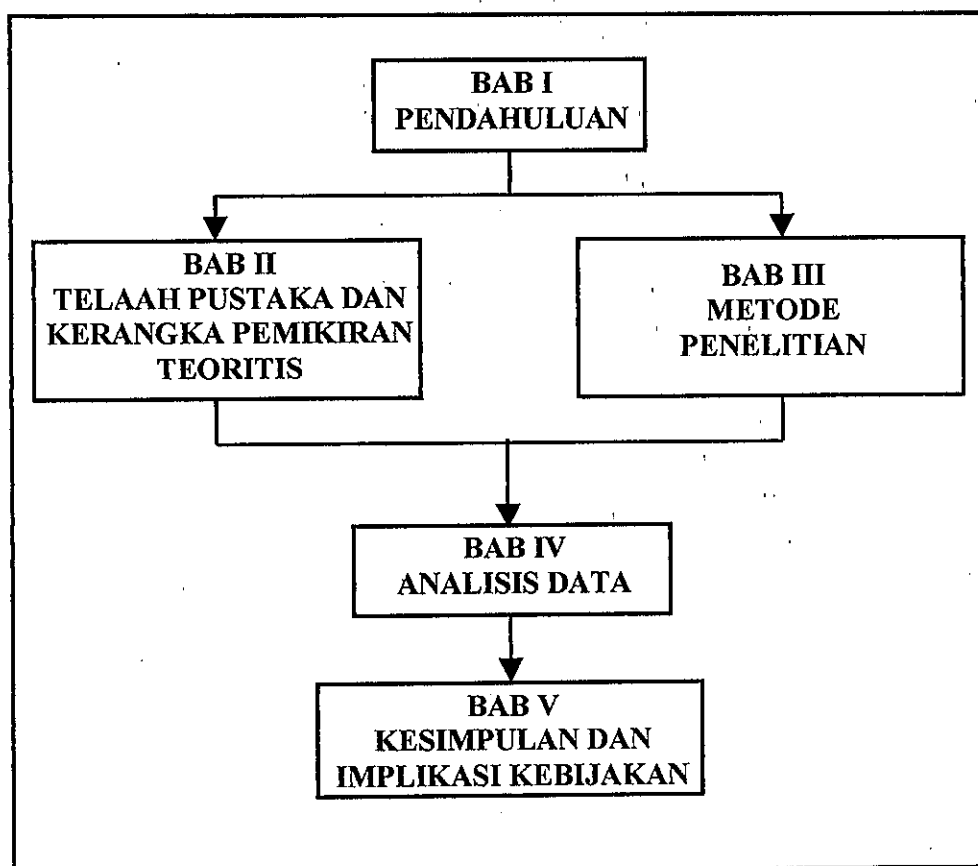 BAB I
PENDAHULUAN
BAB II
TELAAH PUSTAKA DAN
KERANGKA PEMIKIRAN
TEORITIS
BAB III
METODE
PENELITIAN
BAB IV
ANALISIS DATA
BAB V
KESIMPULAN DAN
IMPLIKASI KEBIJAKAN